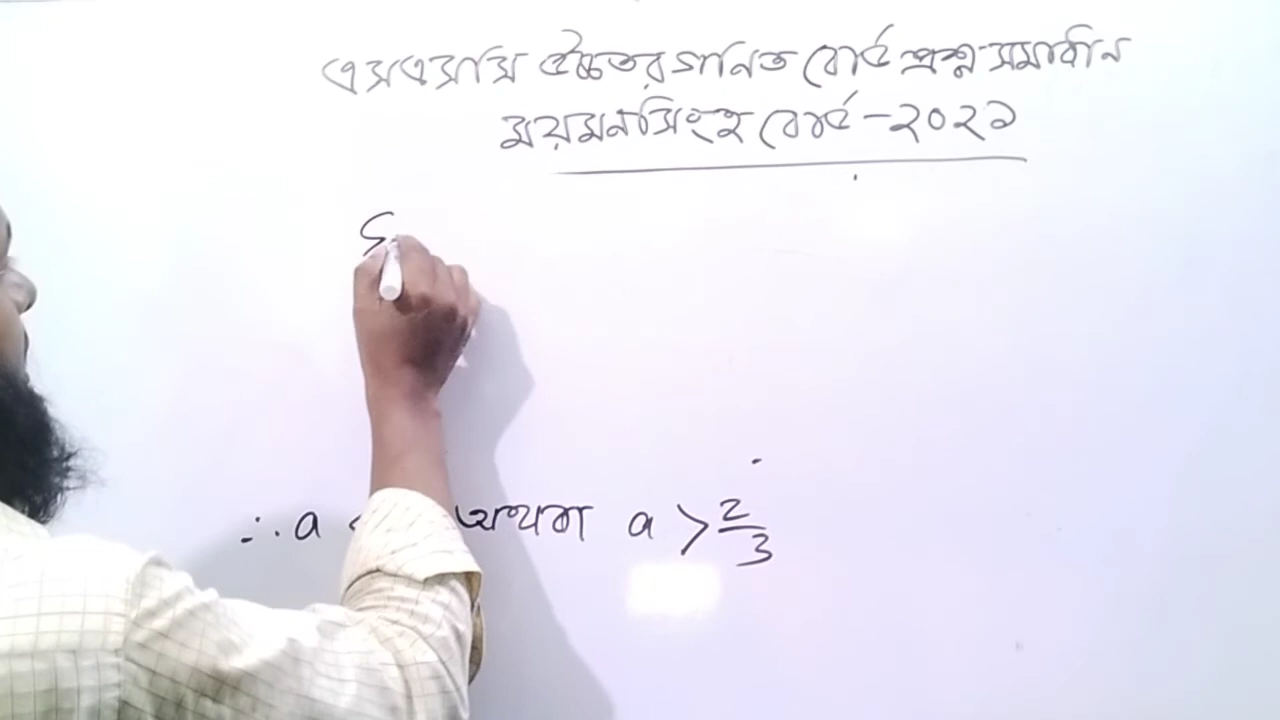 এসএসসি উচ্চতর গনিত বোর্ড প্রশ্ন সমাধান
ময়মনসিংহ বোর্ড - ২০২১
S
∴ a < অথবা a > 2/3